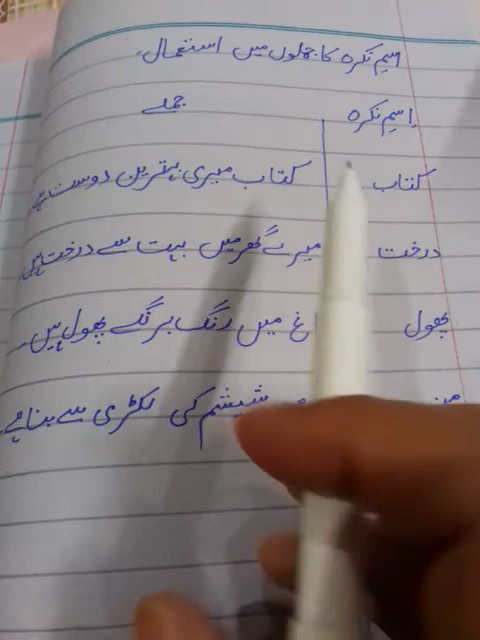 اسمِ نکرہ کا جملوں میں استعمال۔
اِسمِ نکرہ جملے
کتاب کتاب میری بہترین دوست ہے
درخت میرے گھر میں بہت سے درخت ہیں
پھول میں رنگ برنگے پھول ہیں۔
شیشم کی لکڑی سے بنا ہے